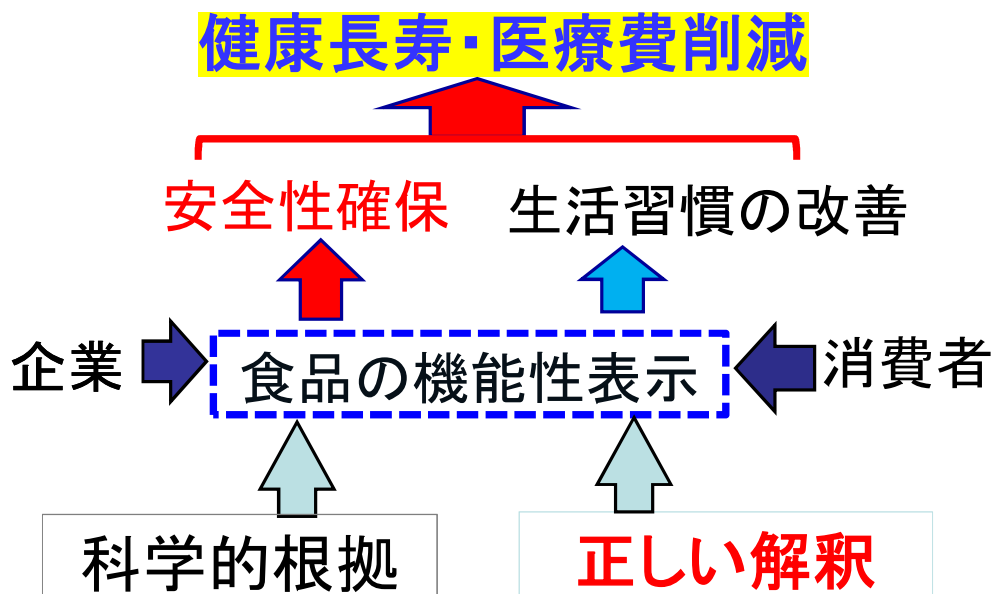 健康長寿・医療費削減
安全性確保
生活習慣の改善
企業
食品の機能性表示
消費者
科学的根拠
正しい解釈